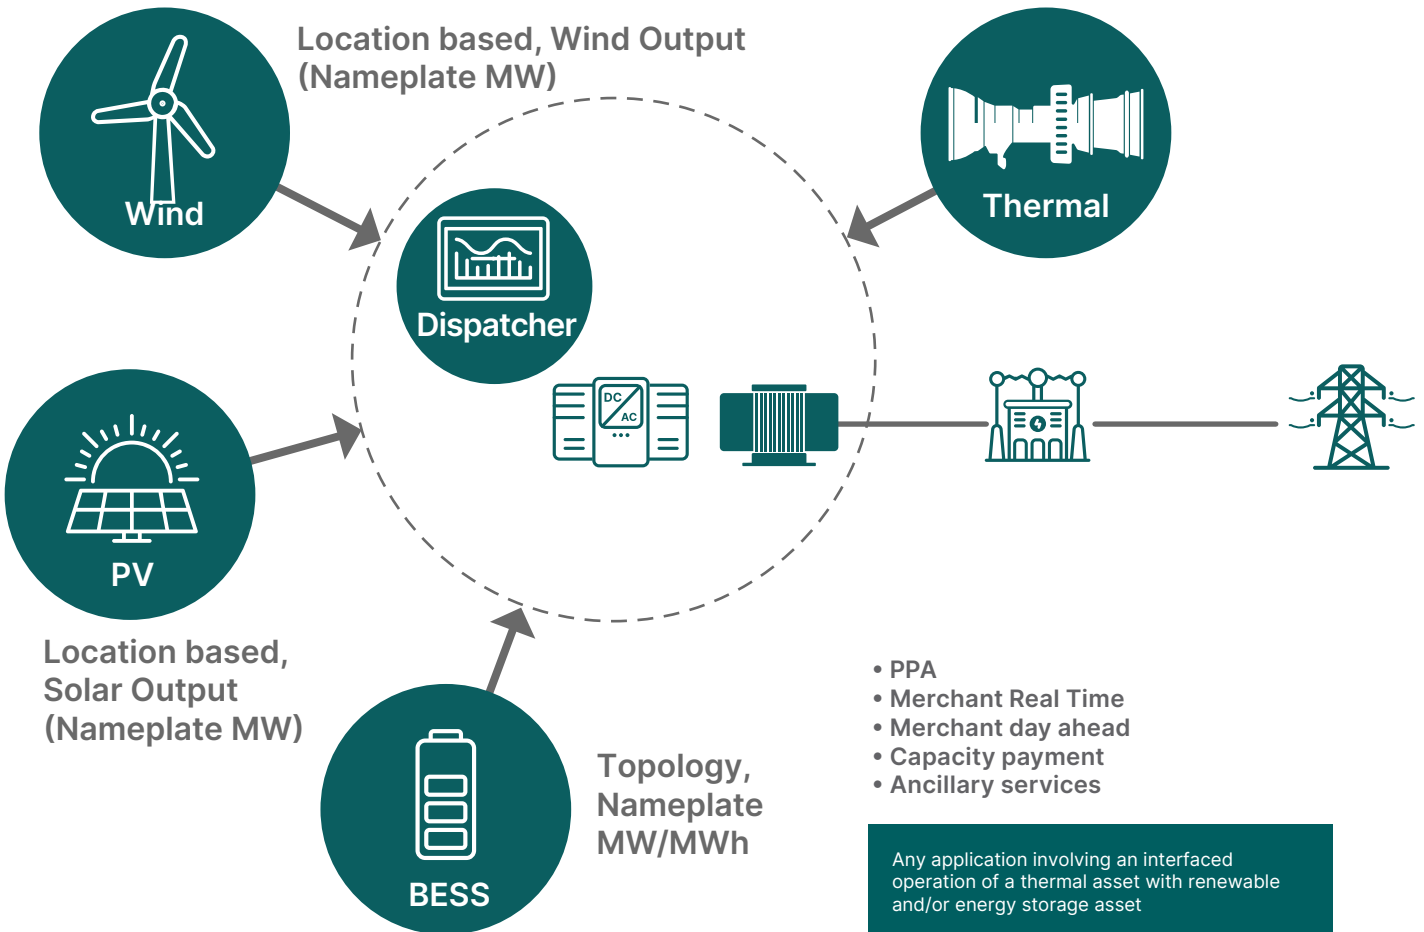 Location based, Wind Output
(Nameplate MW)
Wind
Thermal
Dispatcher
DC
AC
PV
Location based,
Solar Output
(Nameplate MW)
BESS
Topology,
Nameplate
MW/MWh
• PPA
• Merchant Real Time
• Merchant day ahead
• Capacity payment
• Ancillary services
Any application involving an interfaced
operation of a thermal asset with renewable
and/or energy storage asset